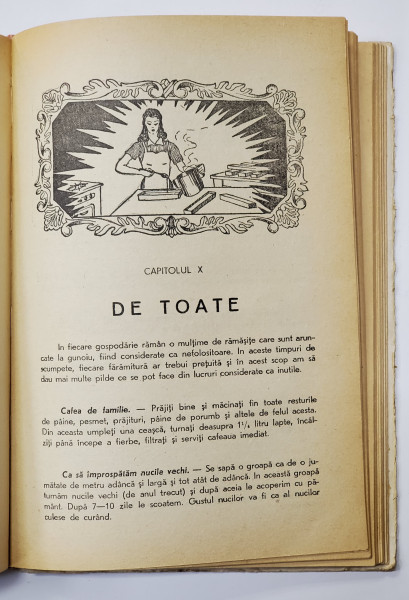 CAPITOLUL X
DE TOATE
In fiecare gospodărie rămân o mulțime de rămășițe care sunt arun-
cate la gunoiu, fiind considerate ca nefolositoare. In aceste timpuri de
scumpete, fiecare fărâmitură ar trebui prețuită și în acest scop am să
dau mai multe pilde ce se pot face din lucruri considerate ca inutile.
Cafea de familie. — Prăjiți bine și măcinați fin toate resturile
de pâine, pesmet, prăjituri, pâine de porumb și altele de felul acesta.
Din aceasta umpleți una ceașcă, turnați deasupra 1¼ litru lapte, încăl-
ziți până începe a fierbe, filtrați și serviți cafeaua imediat.
Ca să împrospătăm nucile vechi. — Se sapă o groapă ca de o ju-
mătate de metru adâncă și largă și tot atât de adâncă. In această groapă
turnăm nucile vechi (de anul trecut) și după aceia le acoperim cu pă-
mânt. După 7—10 zile le scoatem. Gustul nucilor va fi ca al nucilor
culese de curând.